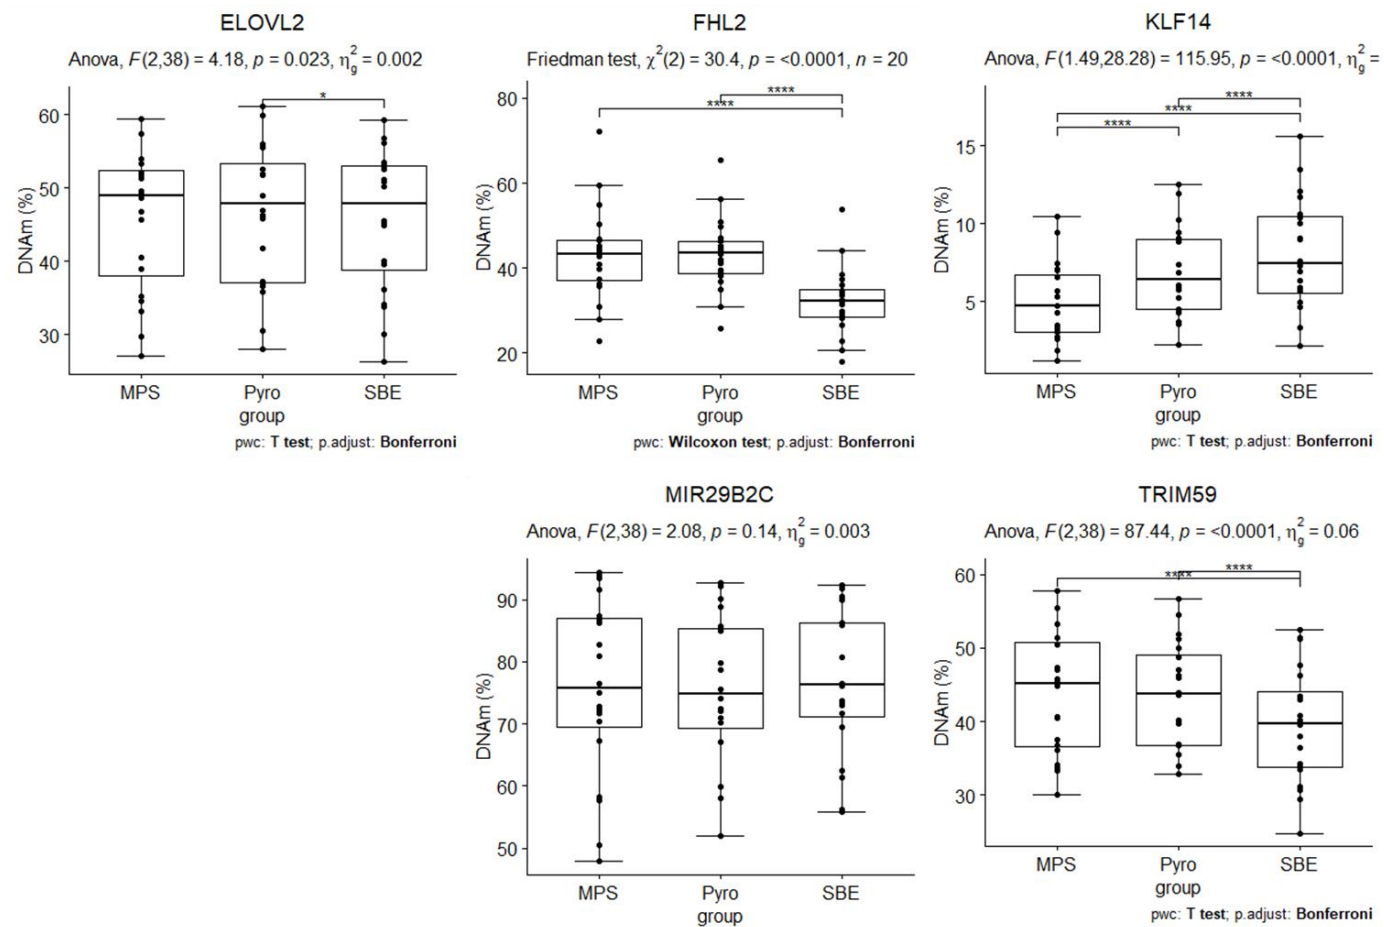 ELOVL2
Anova, F(2,38) = 4.18, p = 0.023, η²g = 0.002
*
DNAm (%)
60
50
40
30
MPS Pyro SBE
group
pwc: T test; p.adjust: Bonferroni
FHL2
Friedman test, χ²(2) = 30.4, p = <0.0001, n = 20
****
****
DNAm (%)
80
60
40
20
MPS Pyro SBE
group
pwc: Wilcoxon test; p.adjust: Bonferroni
KLF14
Anova, F(1.49,28.28) = 115.95, p = <0.0001, η²g =
****
****
****
DNAm (%)
15
10
5
MPS Pyro SBE
group
pwc: T test; p.adjust: Bonferroni
MIR29B2C
Anova, F(2,38) = 2.08, p = 0.14, η²g = 0.003
DNAm (%)
90
80
70
60
50
MPS Pyro SBE
group
TRIM59
Anova, F(2,38) = 87.44, p = <0.0001, η²g = 0.06
****
****
DNAm (%)
60
50
40
30
MPS Pyro SBE
group
pwc: T test; p.adjust: Bonferroni